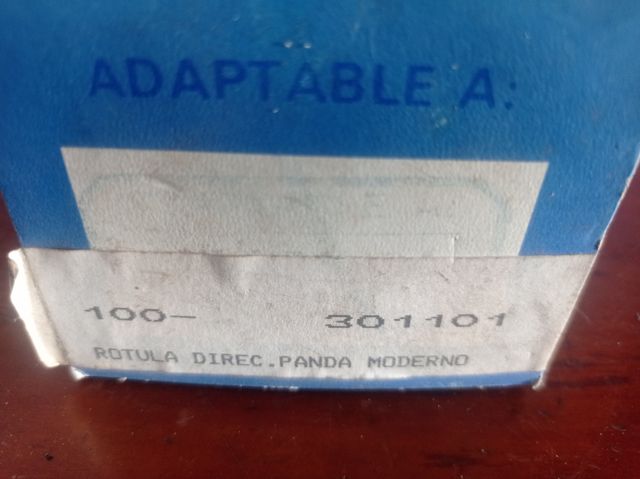 ADAPTABLE A:
100- 301101
ROTULA DIREC.PANDA MODERNO